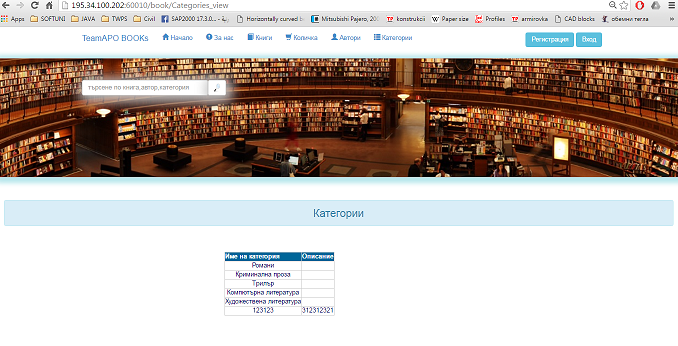 195.34.100.202:60010/book/Categories_view
Apps SOFTUNI JAVA TWPS Civil SAP2000 17.3.0... - Horizontally curved b Mitsubishi Pajero, 20 konstrukcii Paper size Profiles armirovka CAD blocks обемни тегла
TeamAPO BOOKs Начало За нас Книги Количка Автори Категории Регистрация Вход
търсене по книга,автор,категория
Категории
Име на категория Описание
Романи
Криминална проза
Трилър
Компютърна литература
Художествена литература
123123 312312321